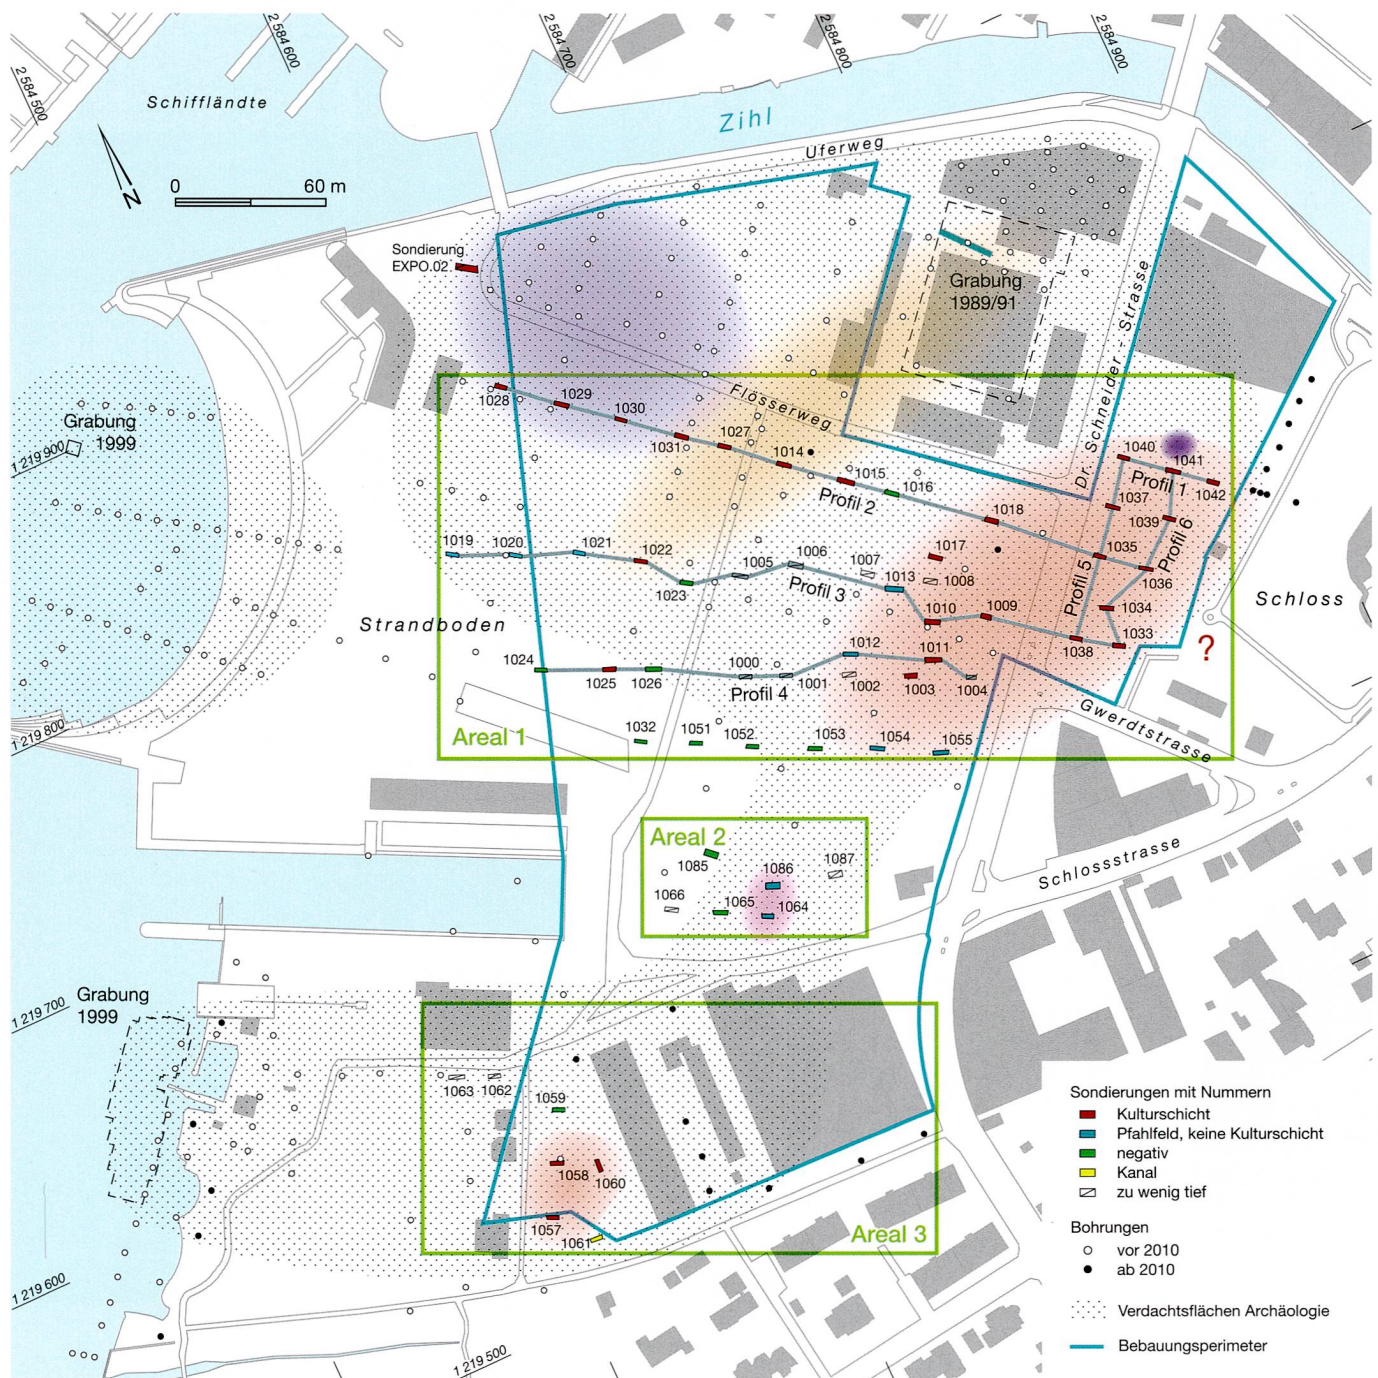 2 584 500
2 584 600
2 584 700
2 584 800
2 584 900
Schifflände
N
0
60 m
Zihl
Uferweg
Sondierung
EXPO.02
Grabung
1989/91
Dr. Schneider - Strasse
Flösserweg
Grabung
1999
1 219 900
1028
1029
1030
1031
1027
1014
1015
1016
Profil 2
1018
1040
1041
1042
Profil 1
1037
1039
Profil 6
1035
1036
Profil 5
1034
1033
1038
1019
1020
1021
1022
1023
1005
1006
1007
1008
1017
Profil 3
1013
1010
1009
Schloss
?
Strandboden
1024
1025
1026
1000
Profil 4
1001
1012
1002
1011
1003
1004
Gwerdtstrasse
1 219 800
Areal 1
1032
1051
1052
1053
1054
1055
Areal 2
1085
1086
1087
1066
1065
1064
Schlossstrasse
Grabung
1999
1 219 700
1063
1062
1059
1058
1060
1057
1061
Areal 3
1 219 600
1 219 500
Sondierungen mit Nummern
Kulturschicht
Pfahlfeld, keine Kulturschicht
negativ
Kanal
zu wenig tief
Bohrungen
vor 2010
ab 2010
Verdachtsflächen Archäologie
Bebauungsperimeter